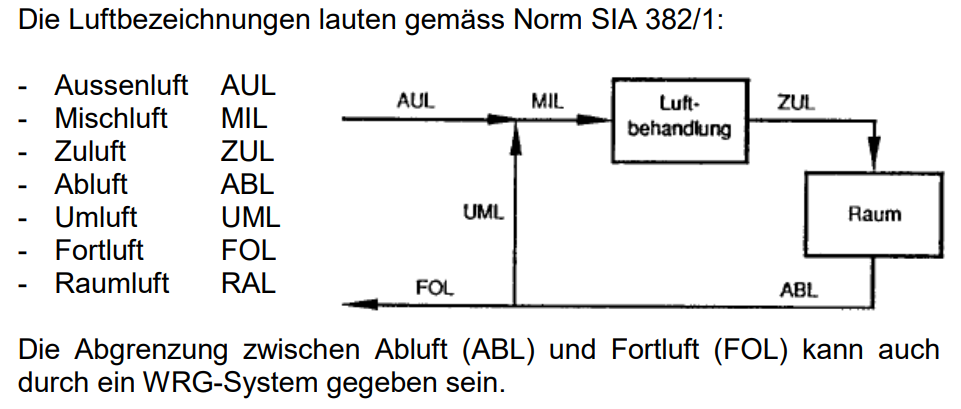 Die Luftbezeichnungen lauten gemäss Norm SIA 382/1:
- Aussenluft AUL
- Mischluft MIL
- Zuluft ZUL
- Abluft ABL
- Umluft UML
- Fortluft FOL
- Raumluft RAL
AUL
MIL
Luft-
behandlung
ZUL
UML
Raum
FOL
ABL
Die Abgrenzung zwischen Abluft (ABL) und Fortluft (FOL) kann auch
durch ein WRG-System gegeben sein.